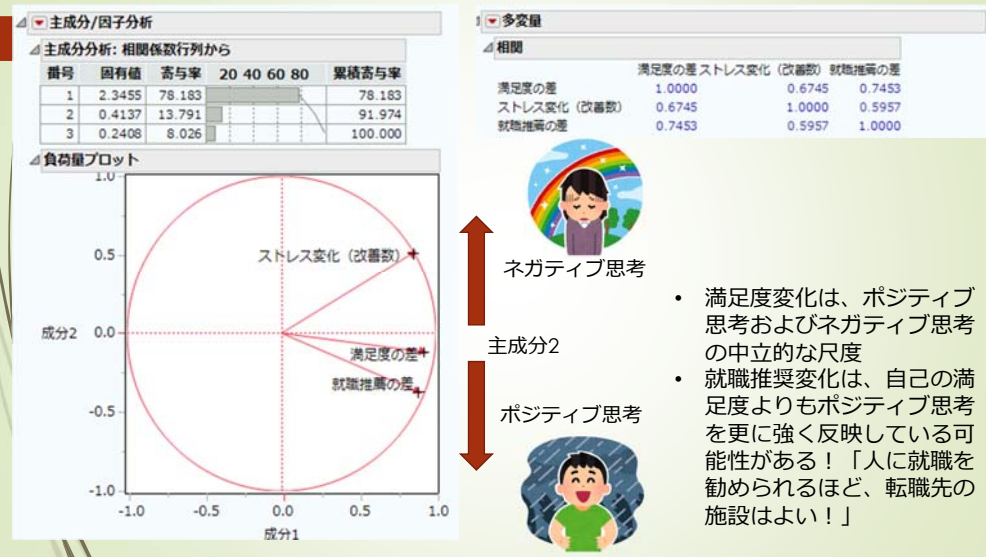 主成分/因子分析
主成分分析: 相関係数行列から
番号 固有値 寄与率 20 40 60 80 累積寄与率
1 2.3455 78.183 78.183
2 0.4137 13.791 91.974
3 0.2408 8.026 100.000
負荷量プロット
1.0
0.5
成分2 0.0
-0.5
-1.0
ストレス変化（改善数）
満足度の差
就職推薦の差
-1.0 -0.5 0.0 0.5 1.0
成分1
多変量
相関
満足度の差 ストレス変化（改善数） 就職推薦の差
満足度の差 1.0000 0.6745 0.7453
ストレス変化（改善数） 0.6745 1.0000 0.5957
就職推薦の差 0.7453 0.5957 1.0000
ネガティブ思考
主成分2
ポジティブ思考
• 満足度変化は、ポジティブ
思考およびネガティブ思考
の中立的な尺度
• 就職推奨変化は、自己の満
足度よりもポジティブ思考
を更に強く反映している可
能性がある！「人に就職を
勧められるほど、転職先の
施設はよい！」